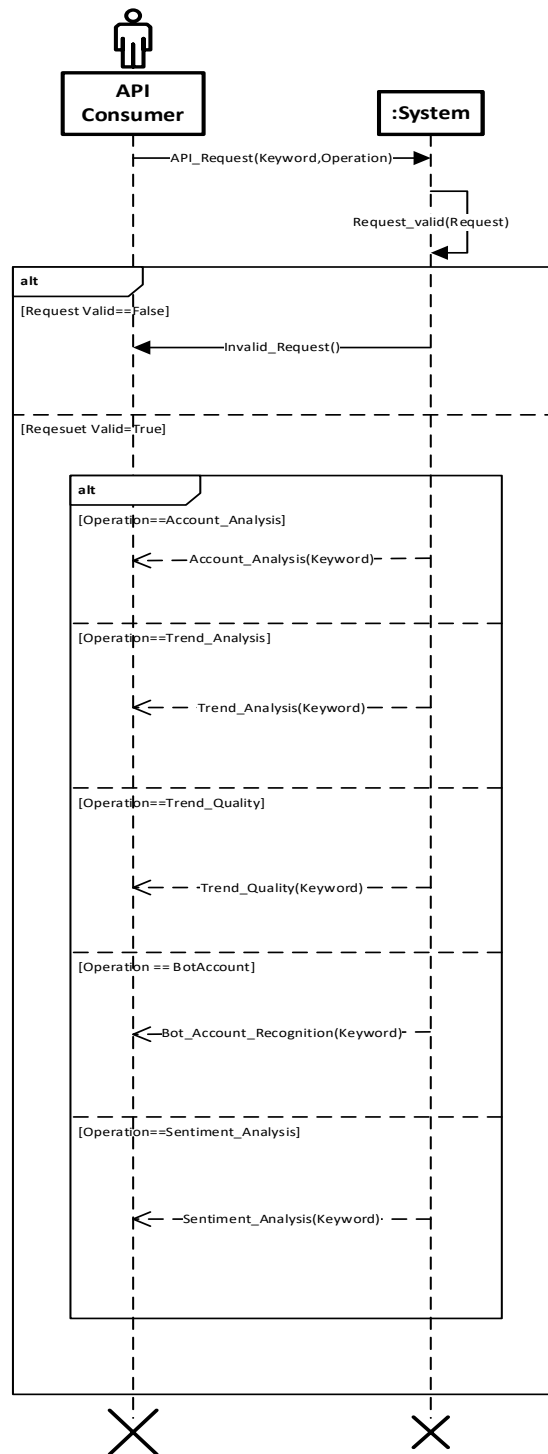 API
Consumer
:System
API_Request(Keyword,Operation)
Request_valid(Request)
alt
[Request Valid==False]
Invalid_Request()
[Reqesuet Valid=True]
alt
[Operation==Account_Analysis]
Account_Analysis(Keyword)
[Operation==Trend_Analysis]
Trend_Analysis(Keyword)
[Operation==Trend_Quality]
Trend_Quality(Keyword)
[Operation == BotAccount]
Bot_Account_Recognition(Keyword)
[Operation==Sentiment_Analysis]
Sentiment_Analysis(Keyword)